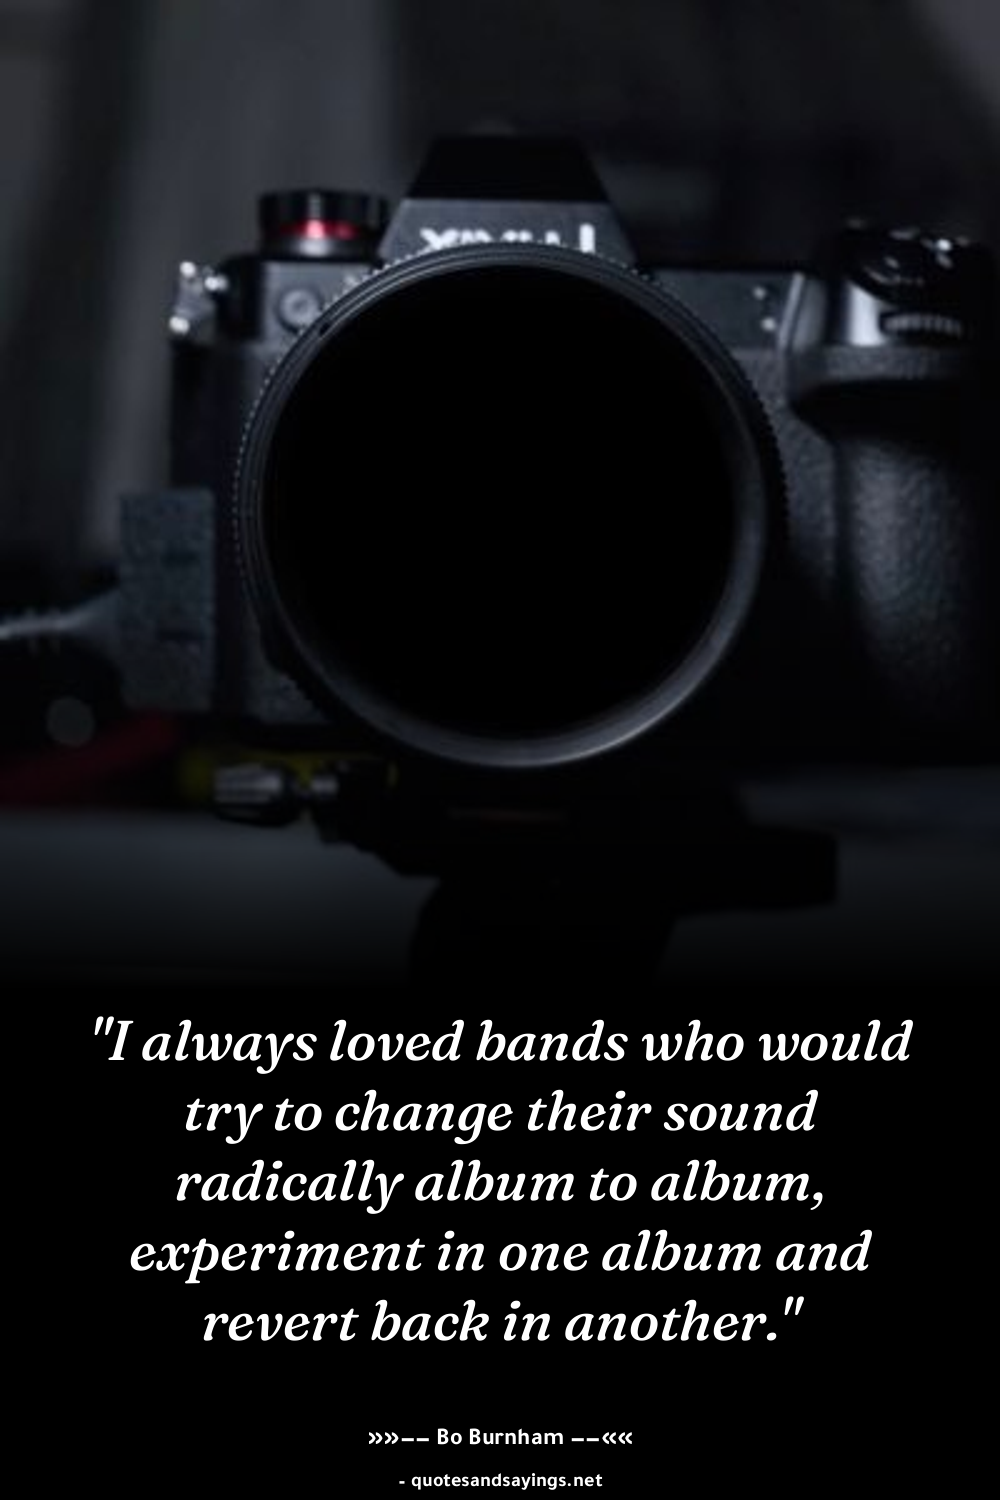 "I always loved bands who would
try to change their sound
radically album to album,
experiment in one album and
revert back in another."
»»–– Bo Burnham ––««
- quotesandsayings.net